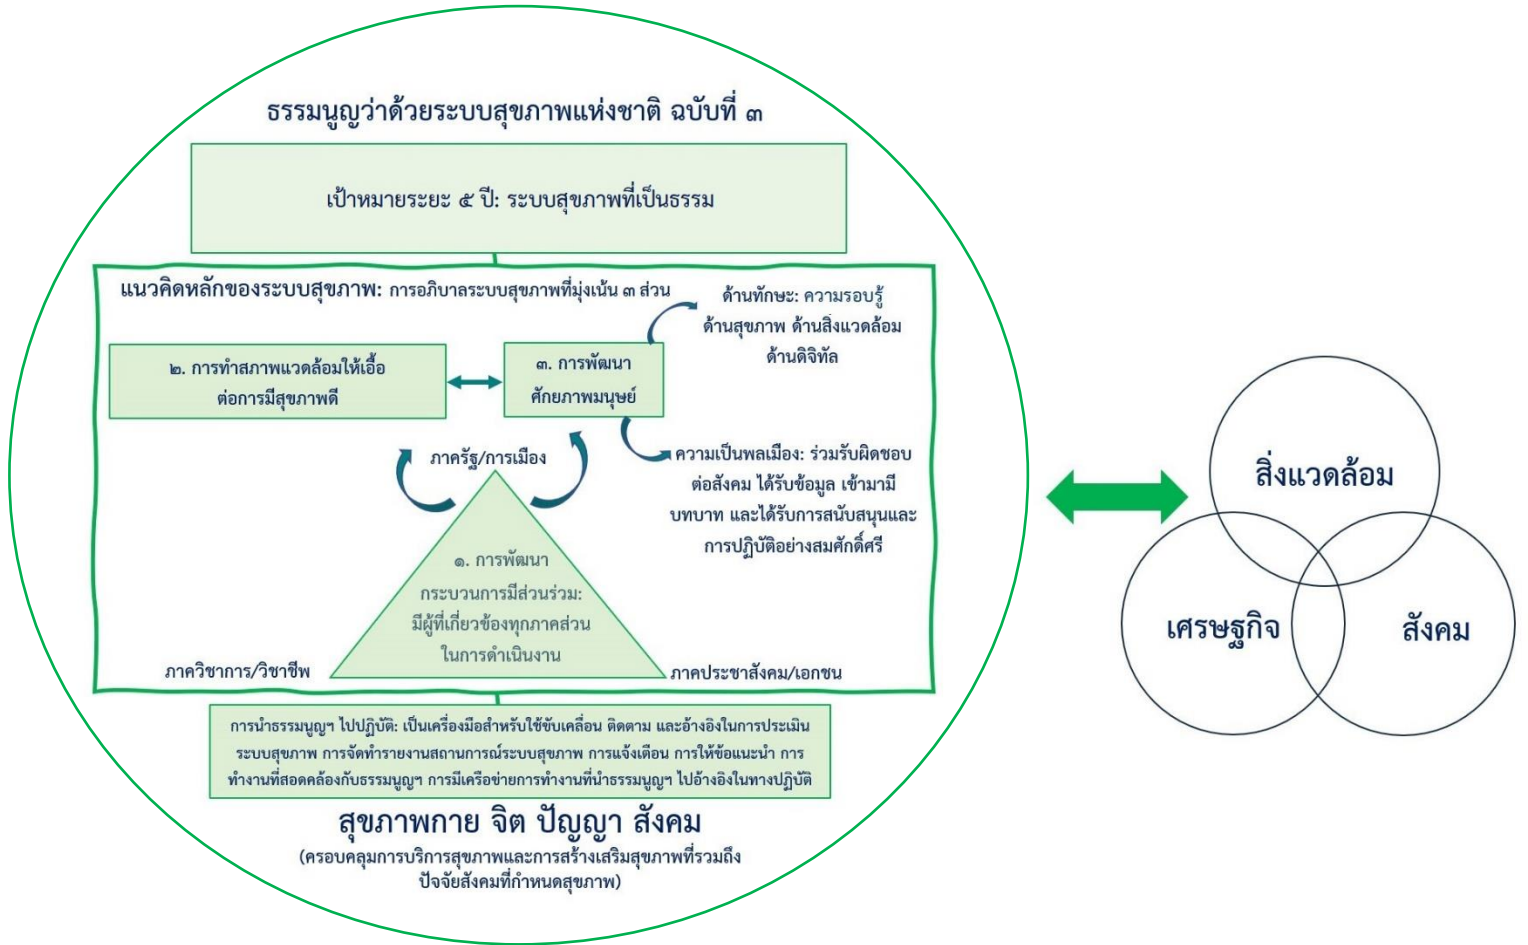 ธรรมนูญว่าด้วยระบบสุขภาพแห่งชาติ ฉบับที่ ๓
เป้าหมายระยะ ๕ ปี: ระบบสุขภาพที่เป็นธรรม
แนวคิดหลักของระบบสุขภาพ: การอภิบาลระบบสุขภาพที่มุ่งเน้น ๓ ส่วน
ด้านทักษะ: ความรอบรู้
ด้านสุขภาพ ด้านสิ่งแวดล้อม
ด้านดิจิทัล
๒. การทำสภาพแวดล้อมให้เอื้อ
ต่อการมีสุขภาพดี
๓. การพัฒนา
ศักยภาพมนุษย์
ภาครัฐ/การเมือง
ความเป็นพลเมือง: ร่วมรับผิดชอบ
ต่อสังคม ได้รับข้อมูล เข้ามามี
บทบาท และได้รับการสนับสนุนและ
การปฏิบัติอย่างสมศักดิ์ศรี
๑. การพัฒนา
กระบวนการมีส่วนร่วม:
มีผู้ที่เกี่ยวข้องทุกภาคส่วน
ในการดำเนินงาน
ภาควิชาการ/วิชาชีพ
ภาคประชาสังคม/เอกชน
การนำธรรมนูญฯ ไปปฏิบัติ: เป็นเครื่องมือสำหรับใช้ขับเคลื่อน ติดตาม และอ้างอิงในการประเมิน
ระบบสุขภาพ การจัดทำรายงานสถานการณ์ระบบสุขภาพ การแจ้งเตือน การให้ข้อแนะนำ การ
ทำงานที่สอดคล้องกับธรรมนูญฯ การมีเครือข่ายการทำงานที่นำธรรมนูญฯ ไปอ้างอิงในทางปฏิบัติ
สุขภาพกาย จิต ปัญญา สังคม
(ครอบคลุมการบริการสุขภาพและการสร้างเสริมสุขภาพที่รวมถึง
ปัจจัยสังคมที่กำหนดสุขภาพ)
สิ่งแวดล้อม
เศรษฐกิจ
สังคม